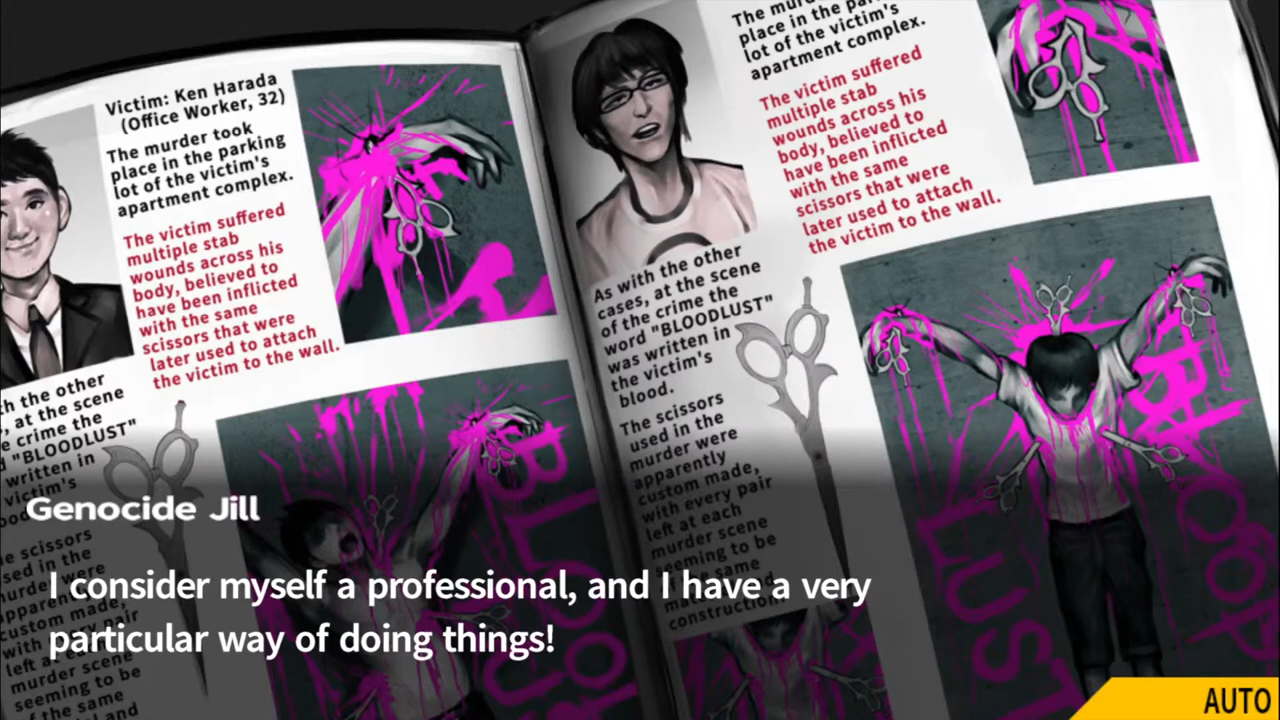 Victim: Ken Harada
(Office Worker, 32)
The murder took
place in the parking
lot of the victim's
apartment complex.
The victim suffered
multiple stab
wounds across his
body, believed to
have been inflicted
with the same
scissors that were
later used to attach
the victim to the wall.
the other
, at the scene
crime the
"BLOODLUST"
written in
victim's
scissors
used in the
murder were
custom made,
with every pair
left at each
murder scene
seeming to be
of the same
and
BLOOD
The murder
place in the
lot of the victim's
apartment complex.
The victim suffered
multiple stab
wounds across his
body, believed to
have been inflicted
with the same
scissors that were
later used to attach
the victim to the wall.
As with the other
cases, at the scene
of the crime the
word "BLOODLUST"
was written in
the victim's
blood.
The scissors
used in the
murder were
apparently
custom made,
with every pair
left at each
murder scene
seeming to be
same
construction.
BLOOD
LUST
Genocide Jill
I consider myself a professional, and I have a very
particular way of doing things!
AUTO